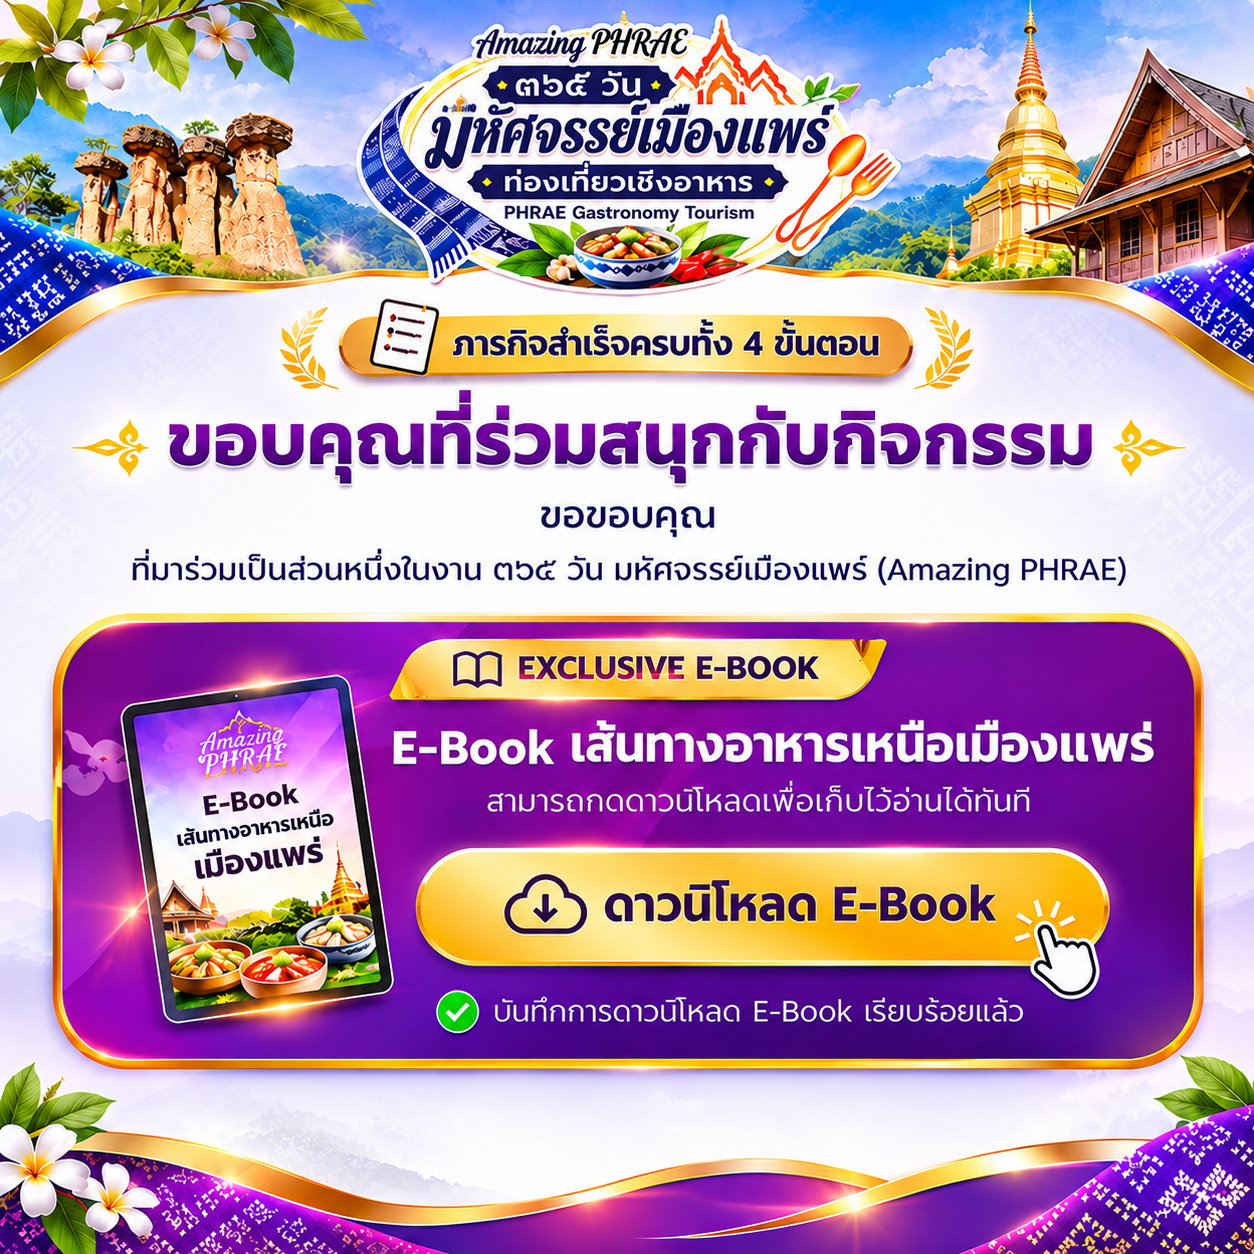 Amazing PHRAE
๓๖๕ วัน
มหัศจรรย์เมืองแพร่
ท่องเที่ยวเชิงอาหาร
PHRAE Gastronomy Tourism
ภารกิจสำเร็จครบทั้ง 4 ขั้นตอน
ขอบคุณที่ร่วมสนุกกับกิจกรรม
ขอขอบคุณ
ที่มาร่วมเป็นส่วนหนึ่งในงาน ๓๖๕ วัน มหัศจรรย์เมืองแพร่ (Amazing PHRAE)
EXCLUSIVE E-BOOK
E-Book เส้นทางอาหารเหนือเมืองแพร่
สามารถกดดาวน์โหลดเพื่อเก็บไว้อ่านได้ทันที
ดาวน์โหลด E-Book
บันทึกการดาวน์โหลด E-Book เรียบร้อยแล้ว
Amazing
PHRAE
E-Book
เส้นทางอาหารเหนือ
เมืองแพร่